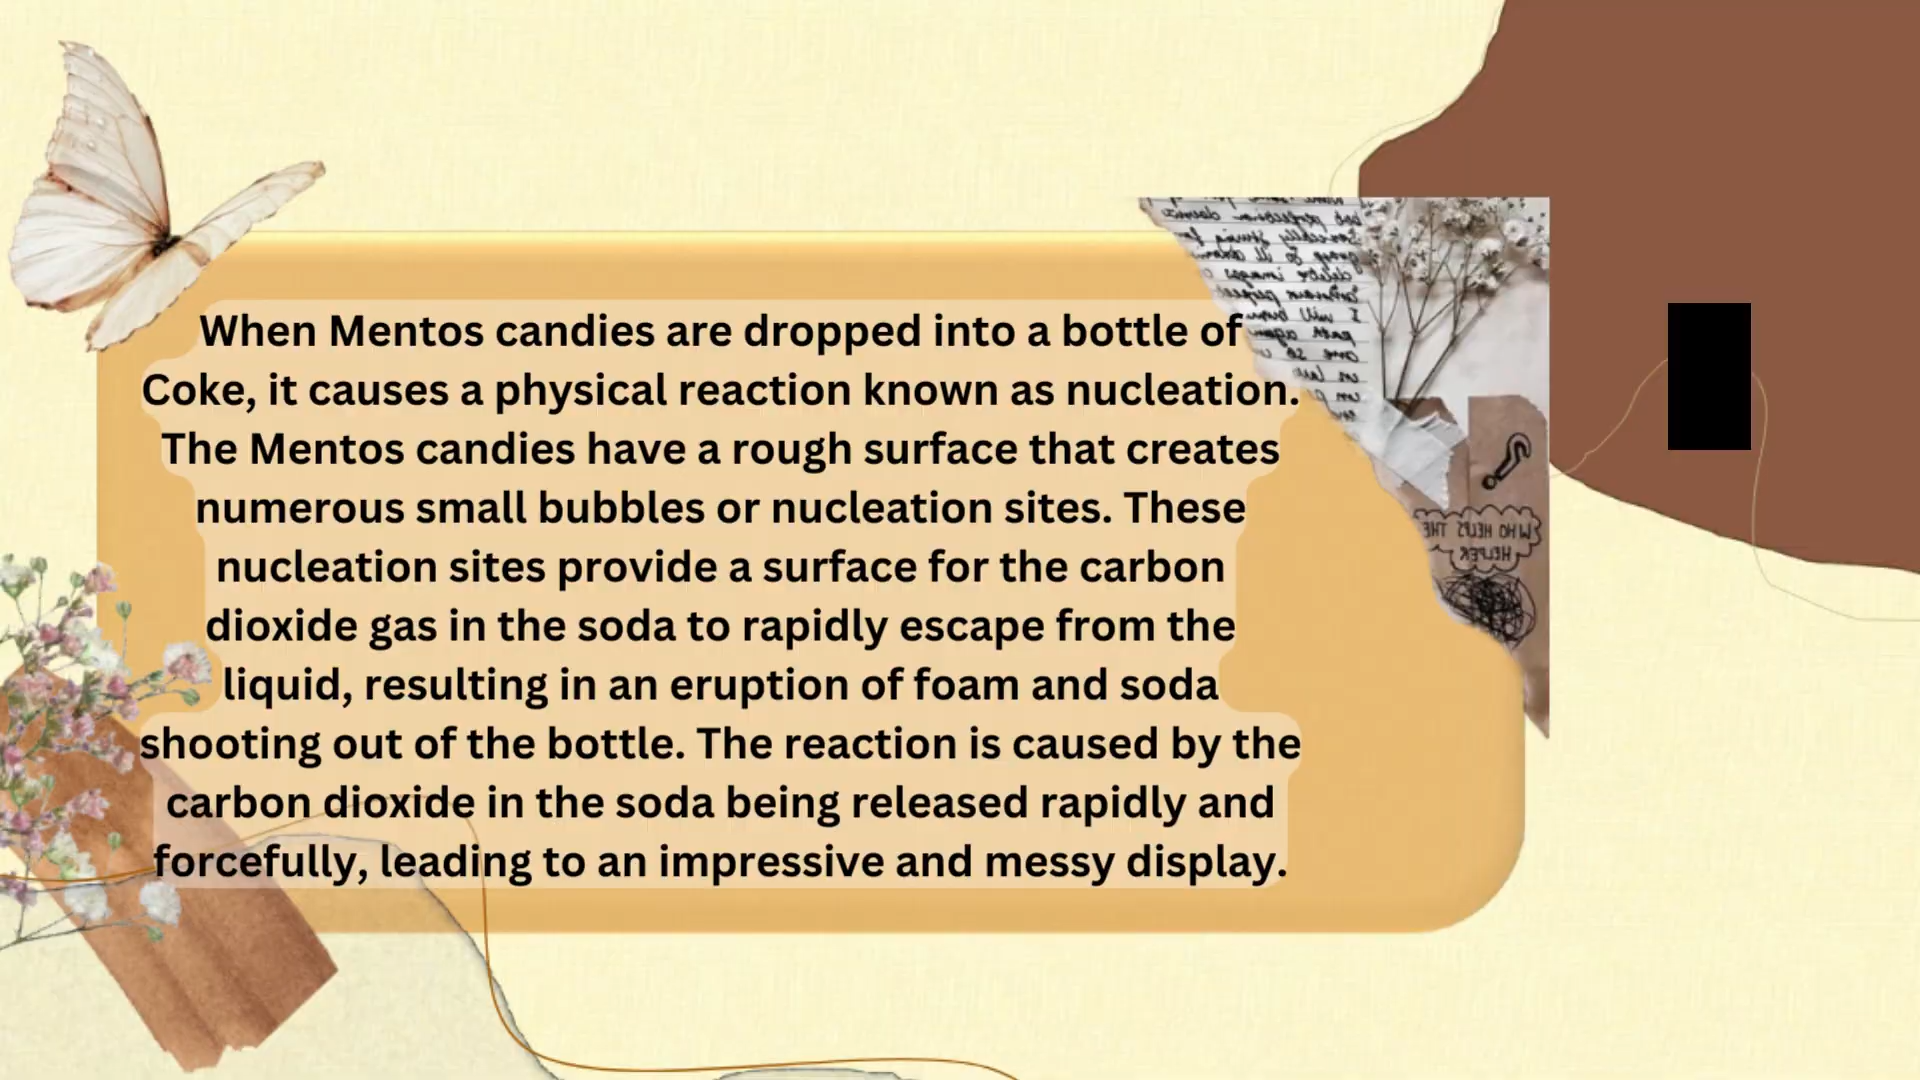 When Mentos candies are dropped into a bottle of
Coke, it causes a physical reaction known as nucleation.
The Mentos candies have a rough surface that creates
numerous small bubbles or nucleation sites. These
nucleation sites provide a surface for the carbon
dioxide gas in the soda to rapidly escape from the
liquid, resulting in an eruption of foam and soda
shooting out of the bottle. The reaction is caused by the
carbon dioxide in the soda being released rapidly and
forcefully, leading to an impressive and messy display.
WHO HELPS THE
HELPER